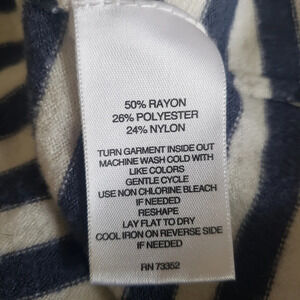 50% RAYON
26% POLYESTER
24% NYLON
TURN GARMENT INSIDE OUT
MACHINE WASH COLD WITH
LIKE COLORS
GENTLE CYCLE
USE NON CHLORINE BLEACH
IF NEEDED
RESHAPE
LAY FLAT TO DRY
COOL IRON ON REVERSE SIDE
IF NEEDED
RN 73352